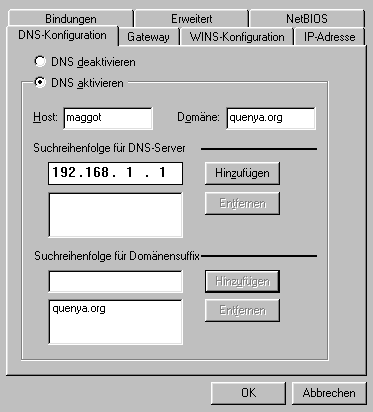 Bindungen Erweitert NetBIOS
DNS-Konfiguration Gateway WINS-Konfiguration IP-Adresse
DNS deaktivieren
DNS aktivieren
Host: maggot Domäne: quenya.org
Suchreihenfolge für DNS-Server
192.168. 1 . 1 Hinzufügen
Entfernen
Suchreihenfolge für Domänensuffix
Hinzufügen
quenya.org Entfernen
OK Abbrechen